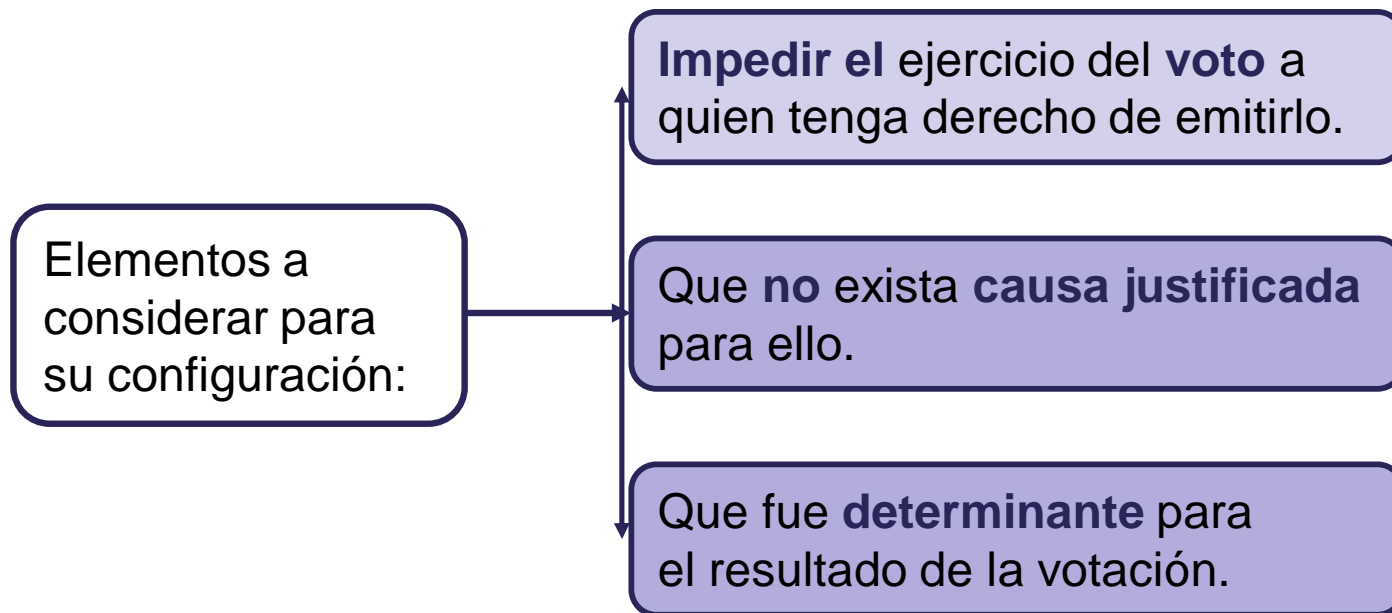 Elementos a
considerar para
su configuración:
Impedir el ejercicio del voto a
quien tenga derecho de emitirlo.
Que no exista causa justificada
para ello.
Que fue determinante para
el resultado de la votación.